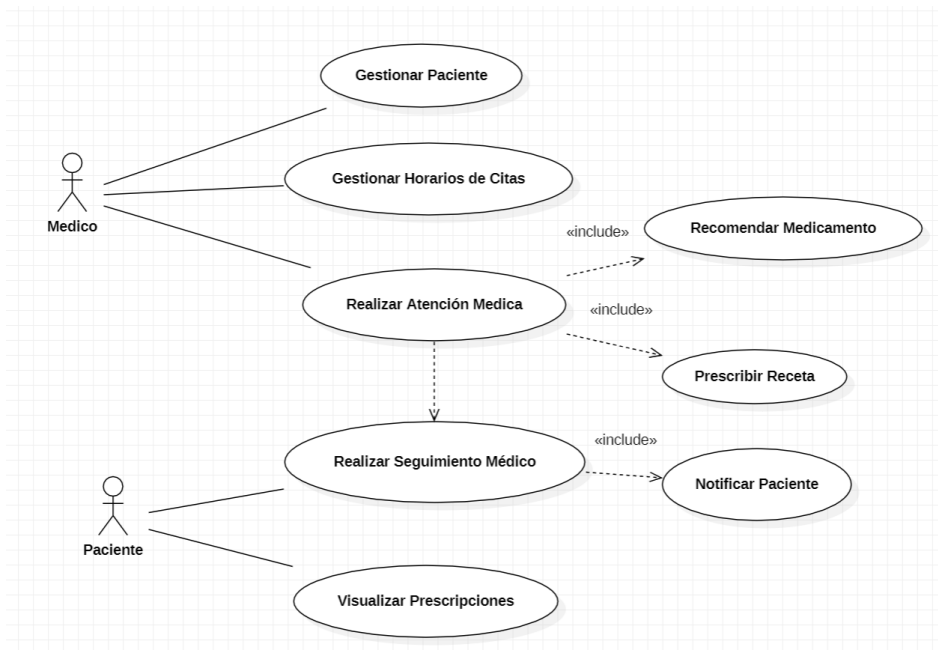 Gestionar Paciente
Gestionar Horarios de Citas
Medico
«include»
Recomendar Medicamento
Realizar Atención Medica
«include»
Prescribir Receta
«include»
Realizar Seguimiento Médico
Notificar Paciente
Paciente
Visualizar Prescripciones